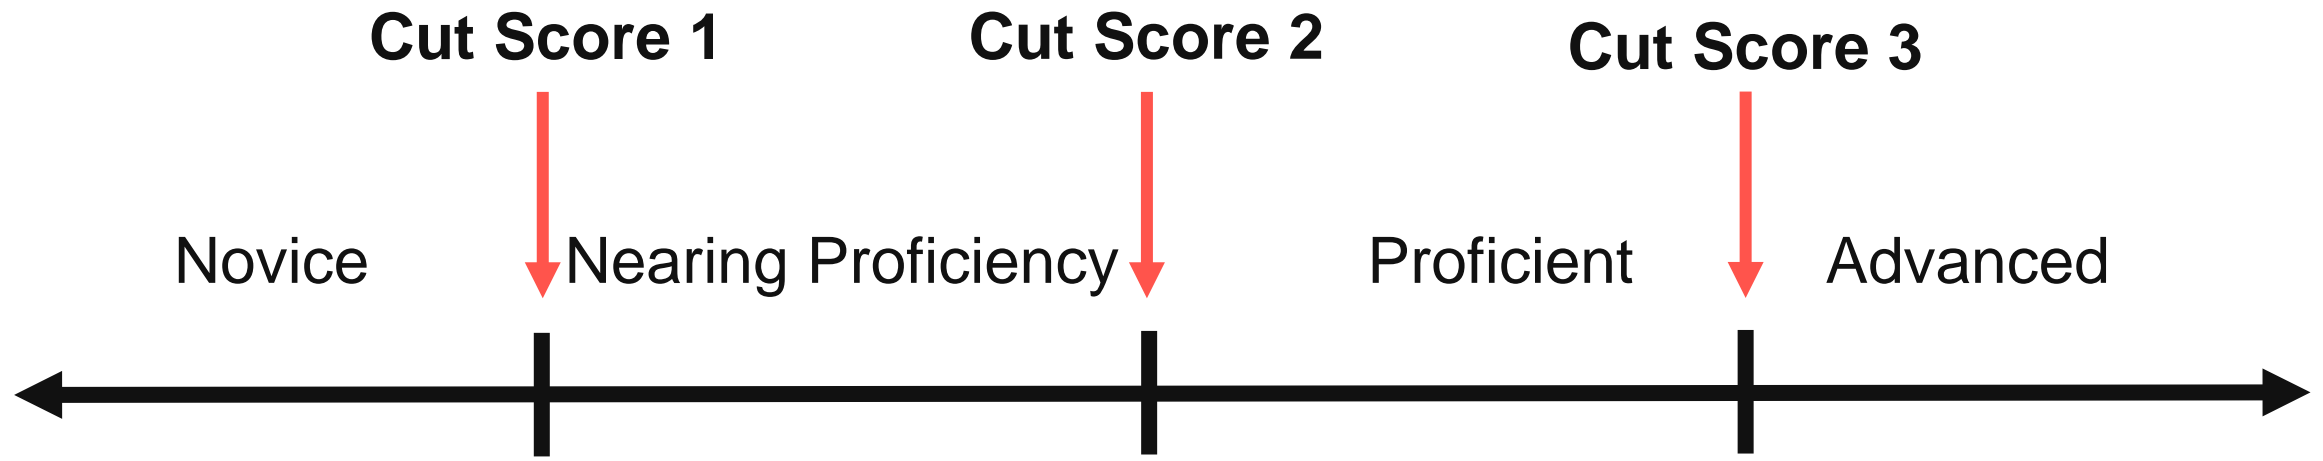 Cut Score 1 Cut Score 2 Cut Score 3
Novice Nearing Proficiency Proficient Advanced